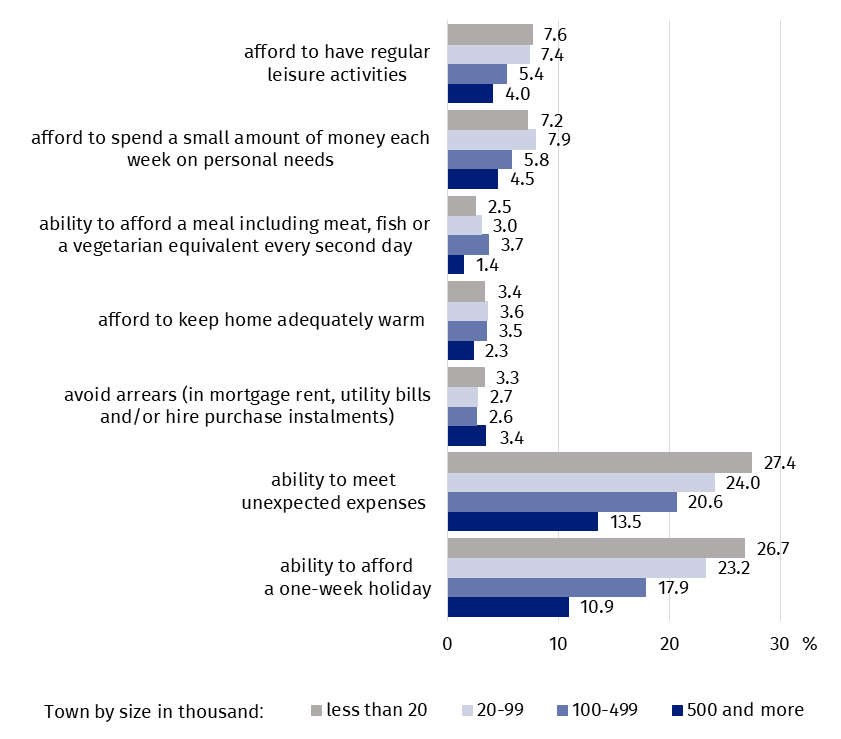 afford to have regular
leisure activities
7.6
7.4
5.4
4.0
afford to spend a small amount of money each
week on personal needs
7.2
7.9
5.8
4.5
ability to afford a meal including meat, fish or
a vegetarian equivalent every second day
2.5
3.0
3.7
1.4
afford to keep home adequately warm
3.4
3.6
3.5
2.3
avoid arrears (in mortgage rent, utility bills
and/or hire purchase instalments)
3.3
2.7
2.6
3.4
ability to meet
unexpected expenses
27.4
24.0
20.6
13.5
ability to afford
a one-week holiday
26.7
23.2
17.9
10.9
0 10 20 30 %
Town by size in thousand: less than 20 20-99 100-499 500 and more